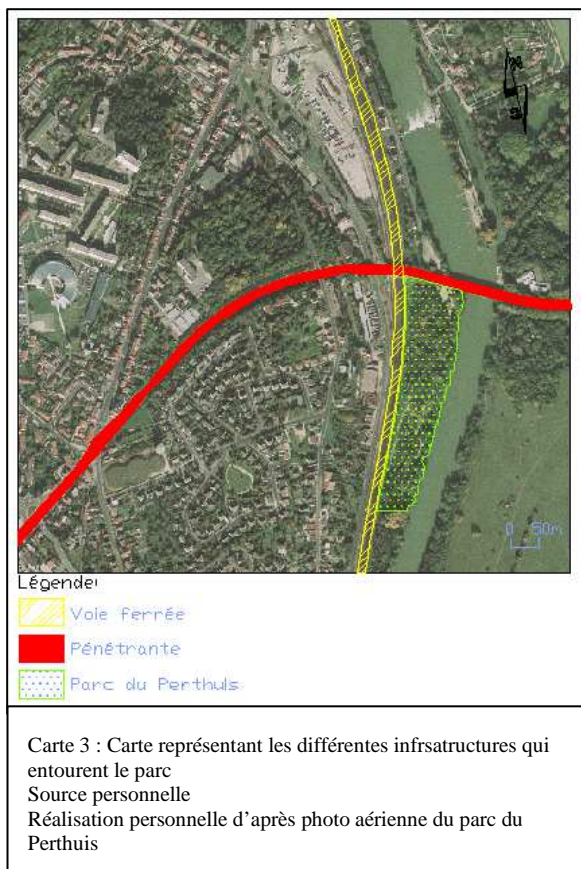 0 50m
Légende:
Voie ferrée
Pénétrante
Parc du Perthuis
Carte 3 : Carte représentant les différentes infrsatructures qui
entourent le parc
Source personnelle
Réalisation personnelle d’après photo aérienne du parc du
Perthuis